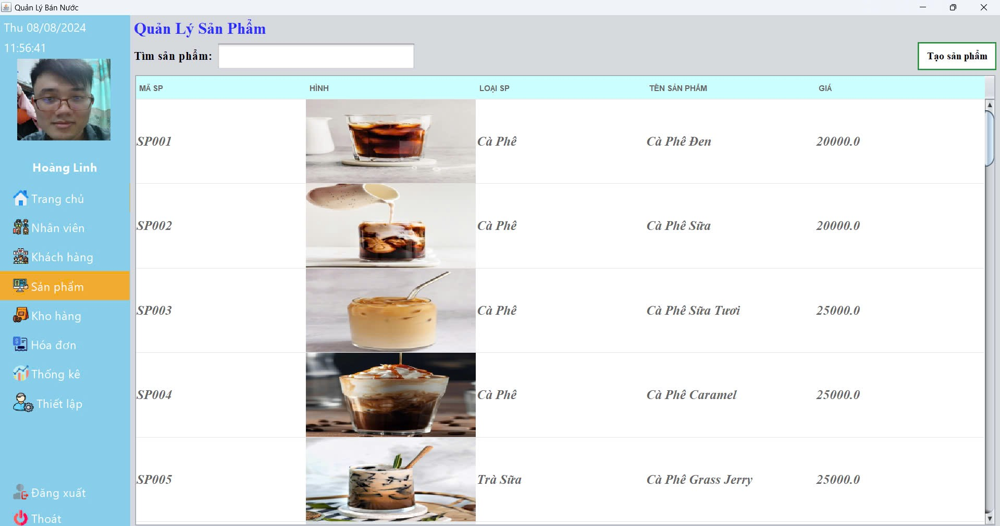 Quản Lý Bán Nước
Thu 08/08/2024
11:56:41
Hoàng Linh
Trang chủ
Nhân viên
Khách hàng
Sản phẩm
Kho hàng
Hóa đơn
Thống kê
Thiết lập
Đăng xuất
Thoát
Quản Lý Sản Phẩm
Tìm sản phẩm:
Tạo sản phẩm
MÃ SP HÌNH LOẠI SP TÊN SẢN PHẨM GIÁ
SP001 Cà Phê Cà Phê Đen 20000.0
SP002 Cà Phê Cà Phê Sữa 20000.0
SP003 Cà Phê Cà Phê Sữa Tươi 25000.0
SP004 Cà Phê Cà Phê Caramel 25000.0
SP005 Trà Sữa Cà Phê Grass Jerry 25000.0